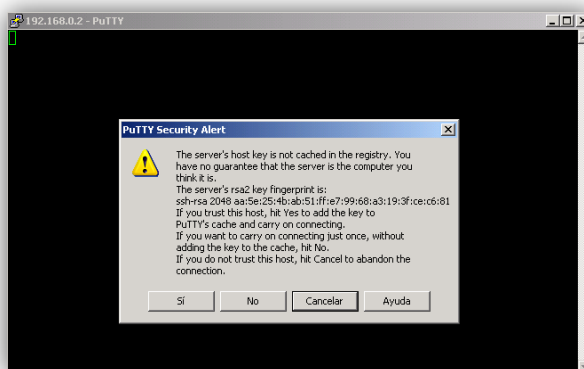 192.168.0.2 - PuTTY
PuTTY Security Alert
The server's host key is not cached in the registry. You
have no guarantee that the server is the computer you
think it is.
The server's rsa2 key fingerprint is:
ssh-rsa 2048 aa:5e:25:4b:ab:51:ff:e7:99:68:a3:19:3f:ce:c6:81
If you trust this host, hit Yes to add the key to
PuTTY's cache and carry on connecting.
If you want to carry on connecting just once, without
adding the key to the cache, hit No.
If you do not trust this host, hit Cancel to abandon the
connection.
Sí No Cancelar Ayuda